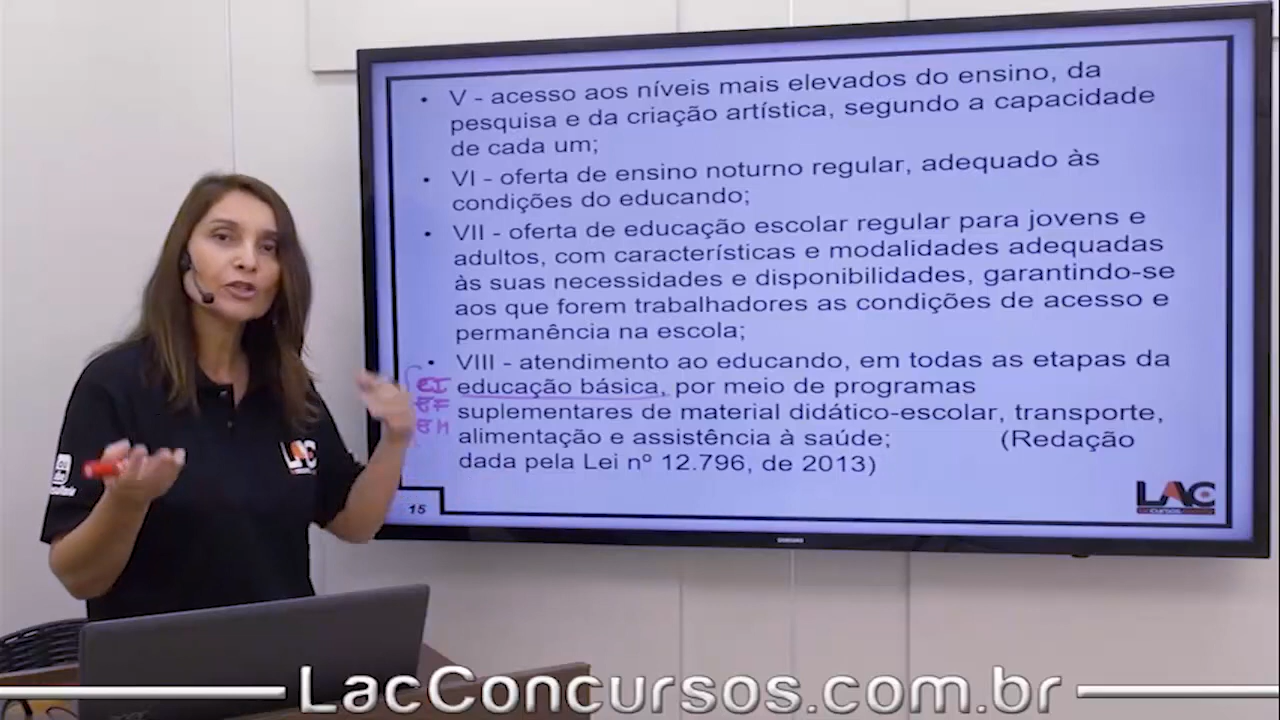 • V - acesso aos níveis mais elevados do ensino, da
pesquisa e da criação artística, segundo a capacidade
de cada um;
• VI - oferta de ensino noturno regular, adequado às
condições do educando;
• VII - oferta de educação escolar regular para jovens e
adultos, com características e modalidades adequadas
às suas necessidades e disponibilidades, garantindo-se
aos que forem trabalhadores as condições de acesso e
permanência na escola;
• VIII - atendimento ao educando, em todas as etapas da
educação básica, por meio de programas
suplementares de material didático-escolar, transporte,
alimentação e assistência à saúde; (Redação
dada pela Lei nº 12.796, de 2013)
15
LAC
CURSOS
SAMSUNG
LAC
LacConcursos.com.br